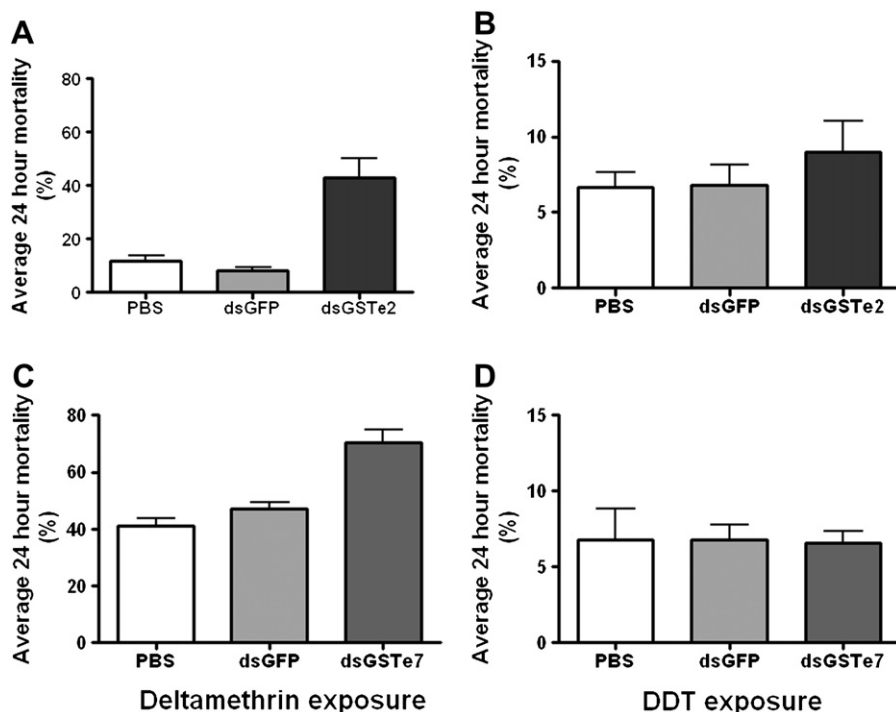 A
Average 24 hour mortality
(%)
80
60
40
20
0
PBS
dsGFP
dsGSTe2
B
Average 24 hour mortality
(%)
15
10
5
0
PBS
dsGFP
dsGSTe2
C
Average 24 hour mortality
(%)
80
60
40
20
0
PBS
dsGFP
dsGSTe7
Deltamethrin exposure
D
Average 24 hour mortality
(%)
15
10
5
0
PBS
dsGFP
dsGSTe7
DDT exposure